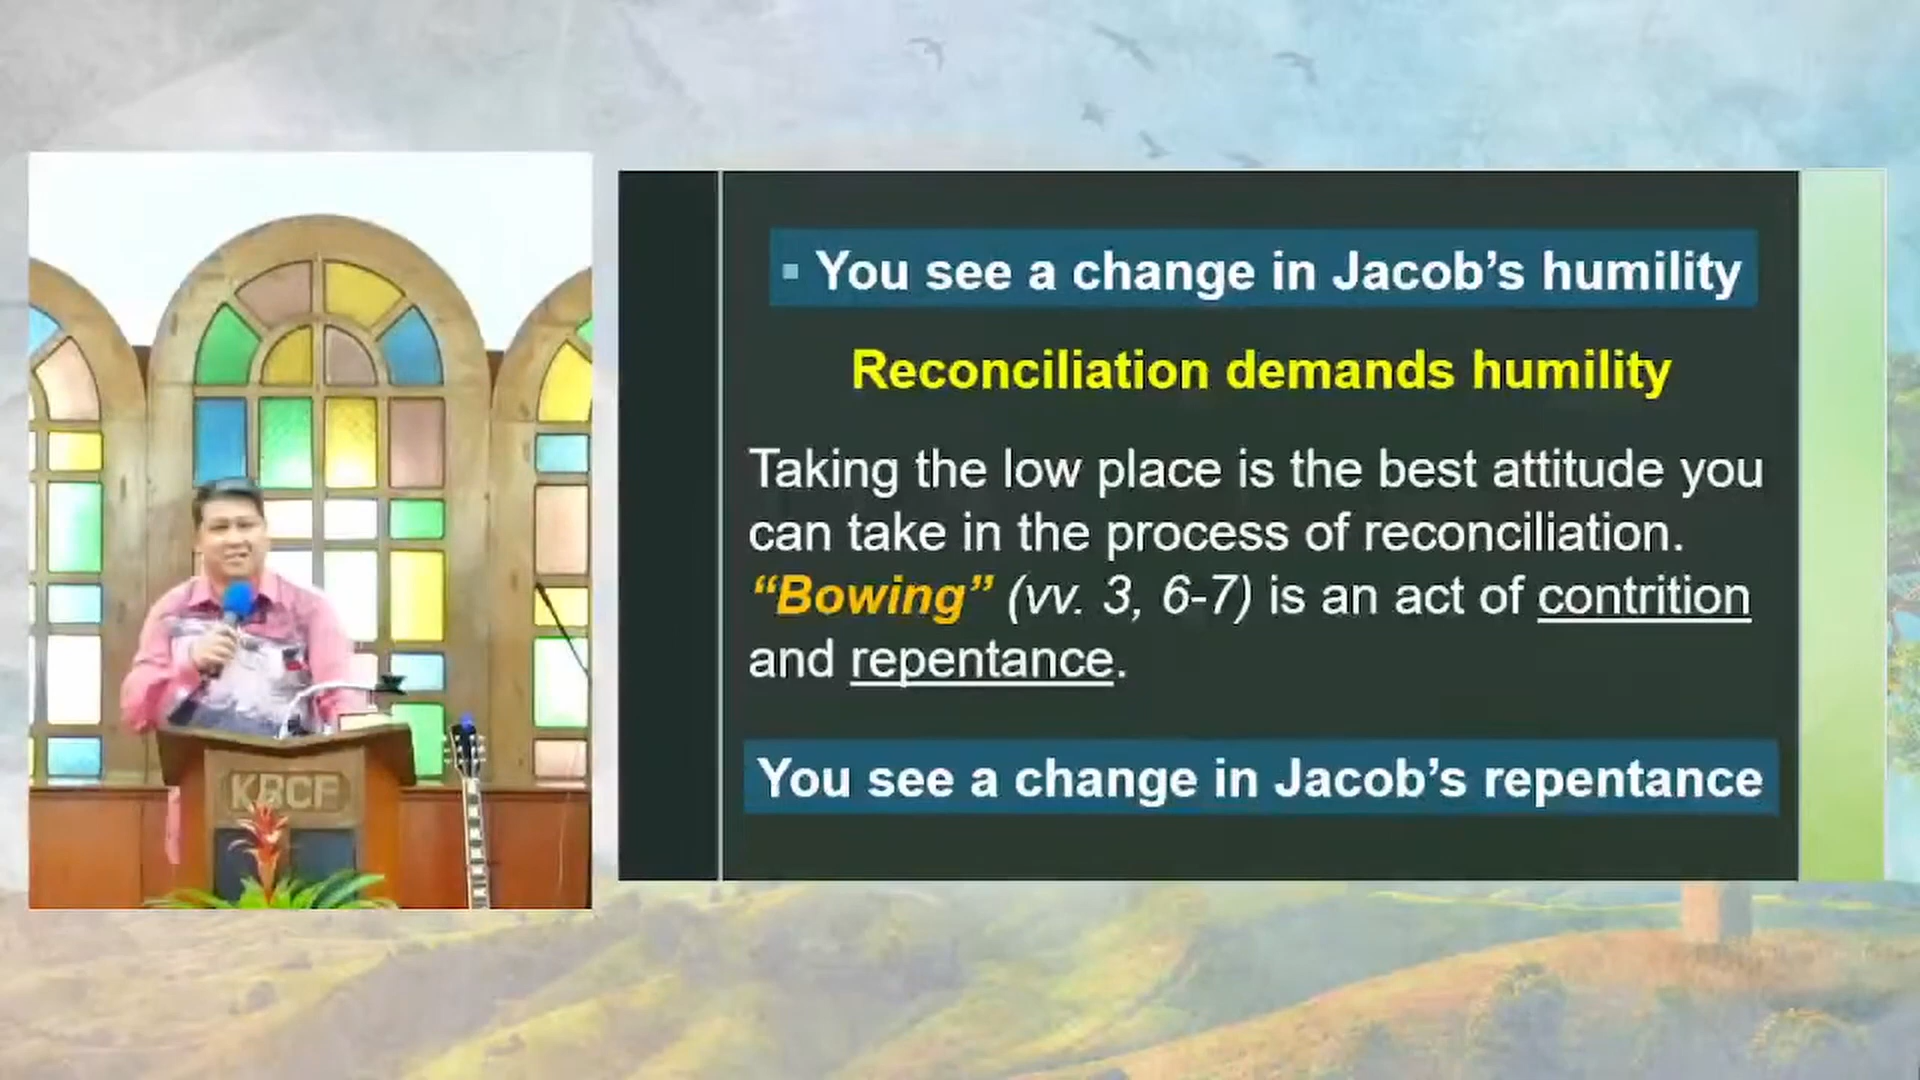 KBCF
▪ You see a change in Jacob’s humility
Reconciliation demands humility
Taking the low place is the best attitude you
can take in the process of reconciliation.
“Bowing” (vv. 3, 6-7) is an act of contrition
and repentance.
You see a change in Jacob’s repentance